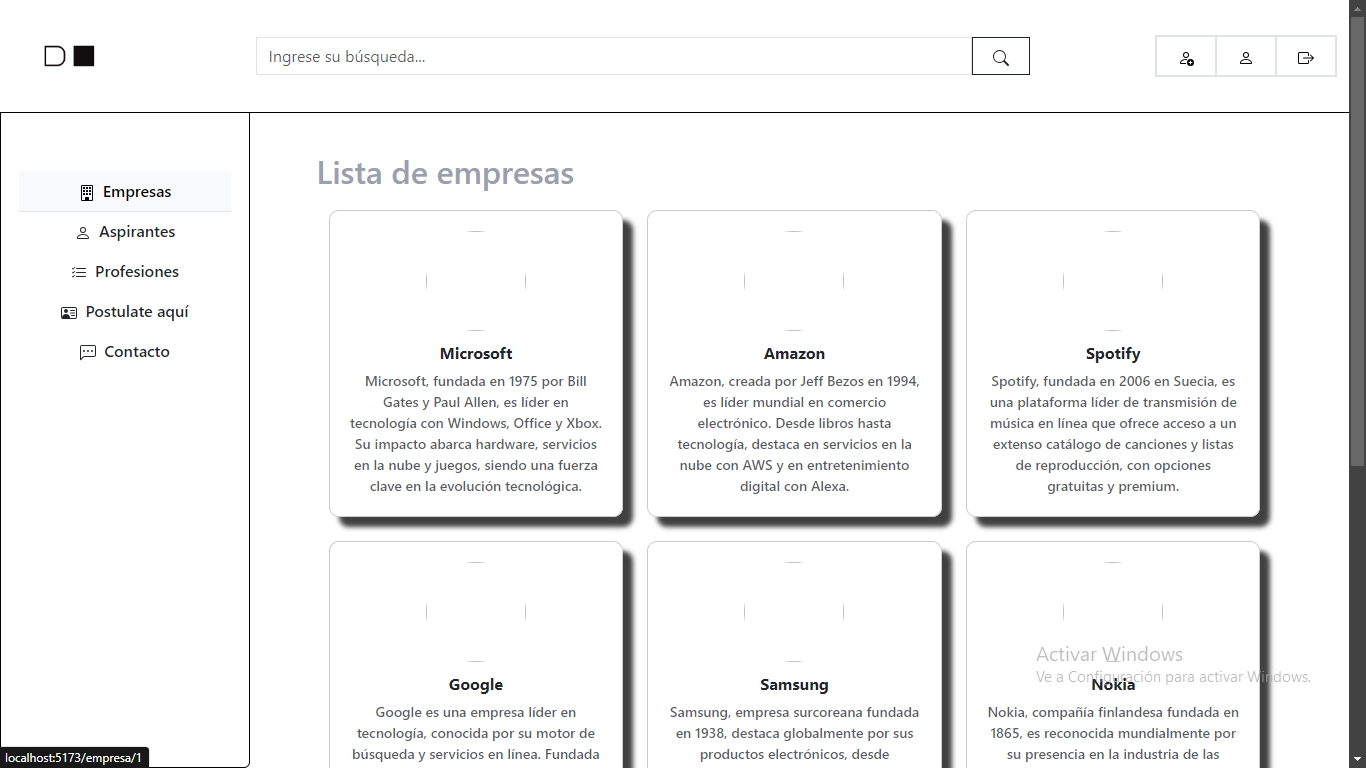 D
Ingrese su búsqueda...
Empresas
Aspirantes
Profesiones
Postulate aquí
Contacto
Lista de empresas
Microsoft
Microsoft, fundada en 1975 por Bill
Gates y Paul Allen, es líder en
tecnología con Windows, Office y Xbox.
Su impacto abarca hardware, servicios
en la nube y juegos, siendo una fuerza
clave en la evolución tecnológica.
Amazon
Amazon, creada por Jeff Bezos en 1994,
es líder mundial en comercio
electrónico. Desde libros hasta
tecnología, destaca en servicios en la
nube con AWS y en entretenimiento
digital con Alexa.
Spotify
Spotify, fundada en 2006 en Suecia, es
una plataforma líder de transmisión de
música en línea que ofrece acceso a un
extenso catálogo de canciones y listas
de reproducción, con opciones
gratuitas y premium.
Google
Google es una empresa líder en
tecnología, conocida por su motor de
búsqueda y servicios en línea. Fundada
Samsung
Samsung, empresa surcoreana fundada
en 1938, destaca globalmente por sus
productos electrónicos, desde
Nokia
Nokia, compañía finlandesa fundada en
1865, es reconocida mundialmente por
su presencia en la industria de las
Activar Windows
Ve a Configuración para activar Windows.
localhost:5173/empresa/1